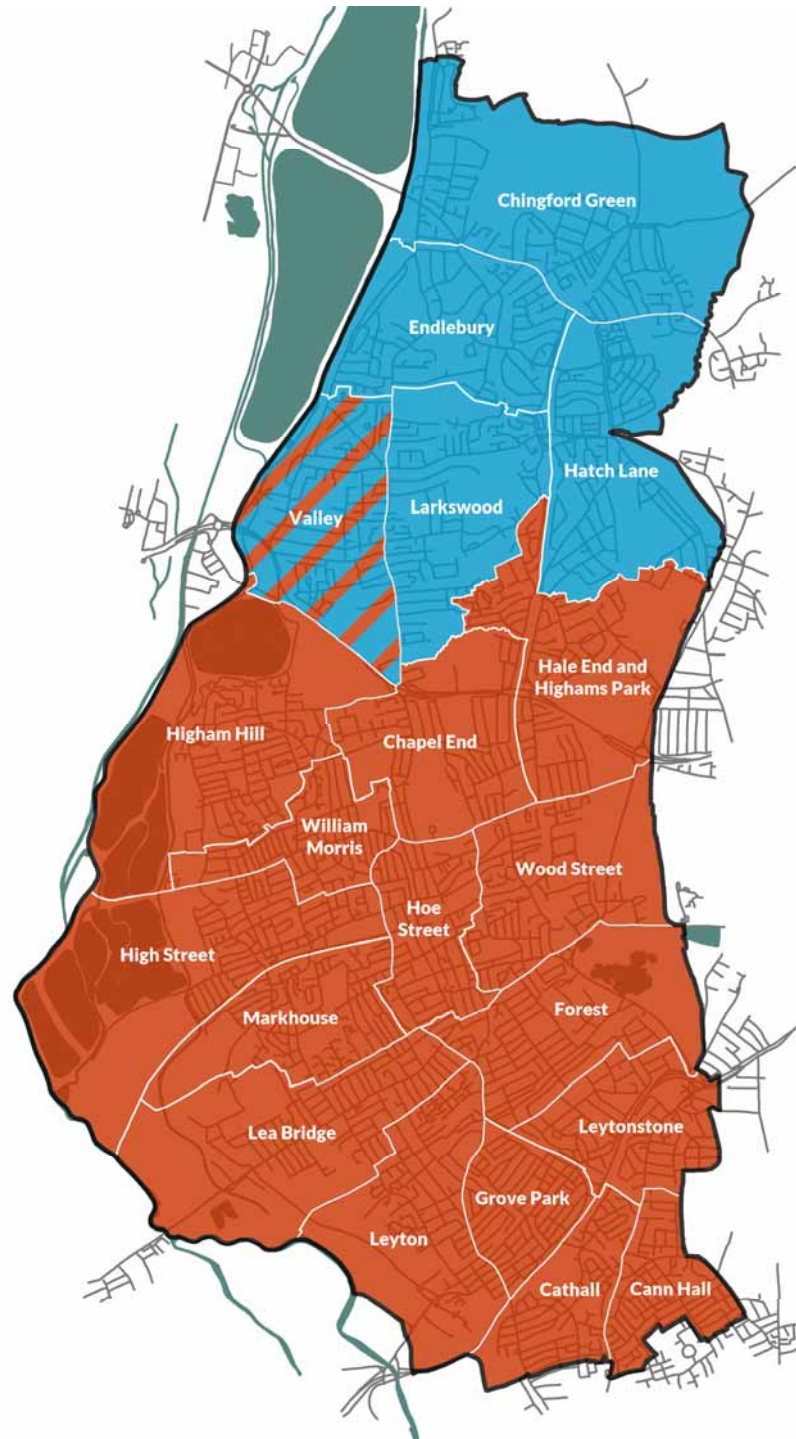 Chingford Green
Endlebury
Hatch Lane
Valley
Larkswood
Hale End and
Highams Park
Higham Hill
Chapel End
William
Morris
Wood Street
Hoe
Street
High Street
Markhouse
Forest
Lea Bridge
Leytonstone
Grove Park
Leyton
Cathall
Cann Hall